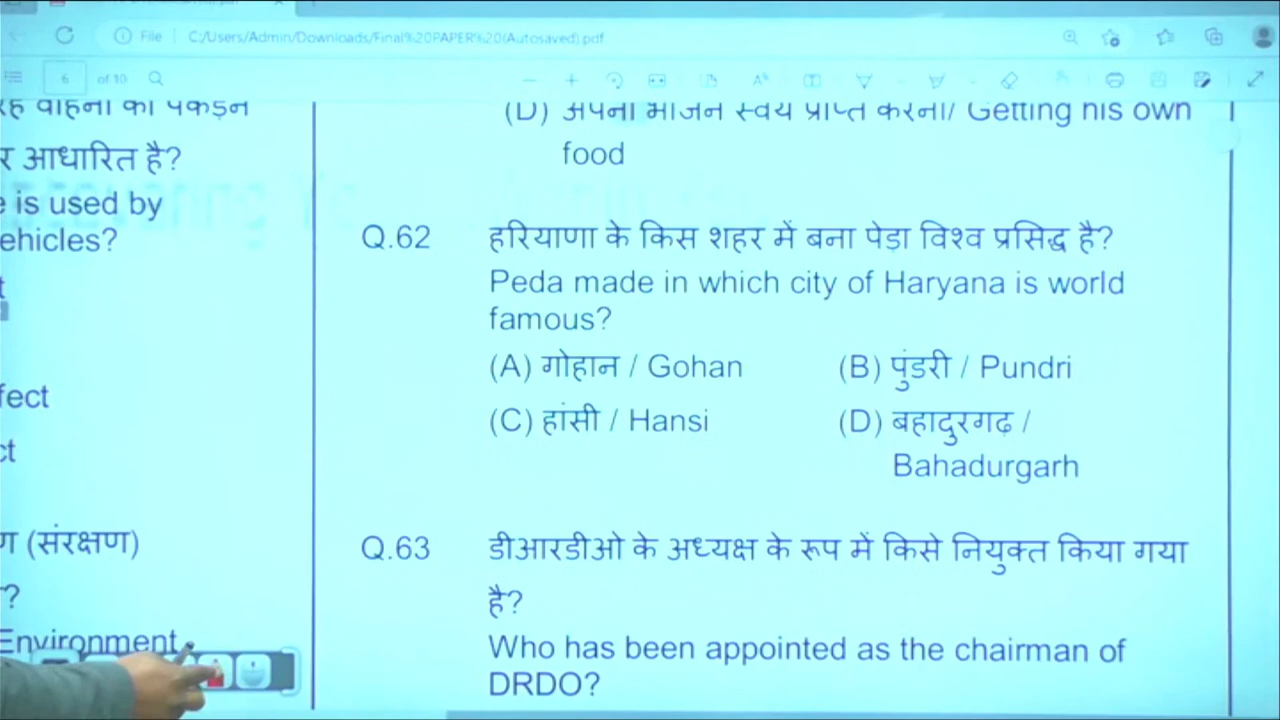 File
C:/Users/Admin/Downloads/Final%20PAPER%20(Autosaved).pdf
6 of 10
रहे वाहनों को पकड़ने
र आधारित है?
is used by
ehicles?
fect
ct
ण (संरक्षण)
?
Environment
(D) अपना भोजन स्वयं प्राप्त करना/ Getting his own
food
Q.62 हरियाणा के किस शहर में बना पेड़ा विश्व प्रसिद्ध है?
Peda made in which city of Haryana is world
famous?
(A) गोहान / Gohan (B) पुंडरी / Pundri
(C) हांसी / Hansi (D) बहादुरगढ़ /
Bahadurgarh
Q.63 डीआरडीओ के अध्यक्ष के रूप में किसे नियुक्त किया गया
है?
Who has been appointed as the chairman of
DRDO?